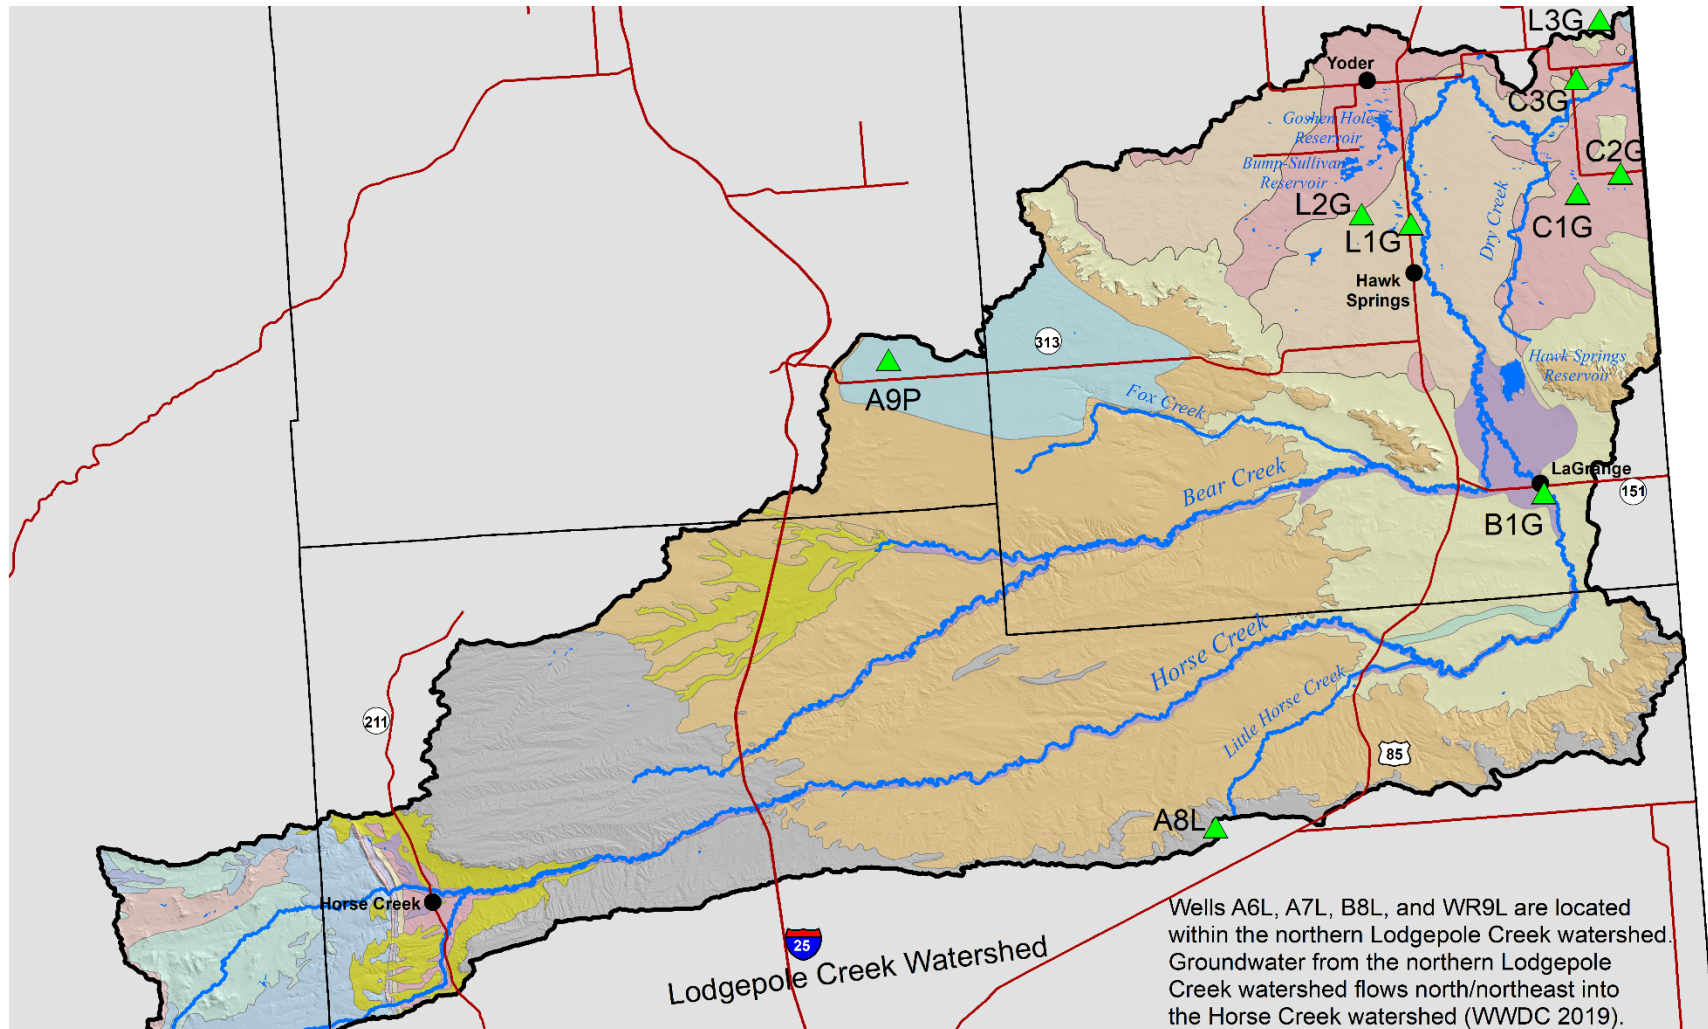 L3G
Yoder
C3G
Goshen Hole
Reservoir
C2G
Bump-Sullivan
Reservoir
L2G
C1G
L1G
Dry Creek
Hawk
Springs
313
A9P
Hawk Springs
Reservoir
Fox Creek
Bear Creek
LaGrange
151
B1G
Horse Creek
Little Horse Creek
211
85
A8L
Horse Creek
25
Lodgepole Creek Watershed
Wells A6L, A7L, B8L, and WR9L are located
within the northern Lodgepole Creek watershed.
Groundwater from the northern Lodgepole
Creek watershed flows north/northeast into
the Horse Creek watershed (WWDC 2019).